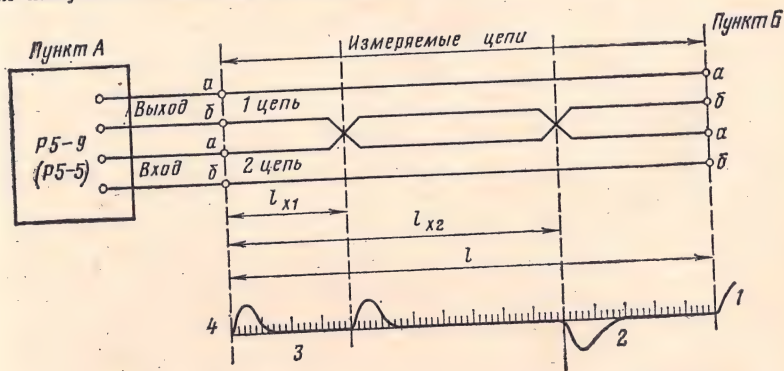 Пункт А
Измеряемые цепи
Пункт Б
а
Выход
б
1 цепь
а
Вход
б
2 цепь
Р5-9
(Р5-5)
а
б
а
б
l x1
l x2
l
4
3
2
1